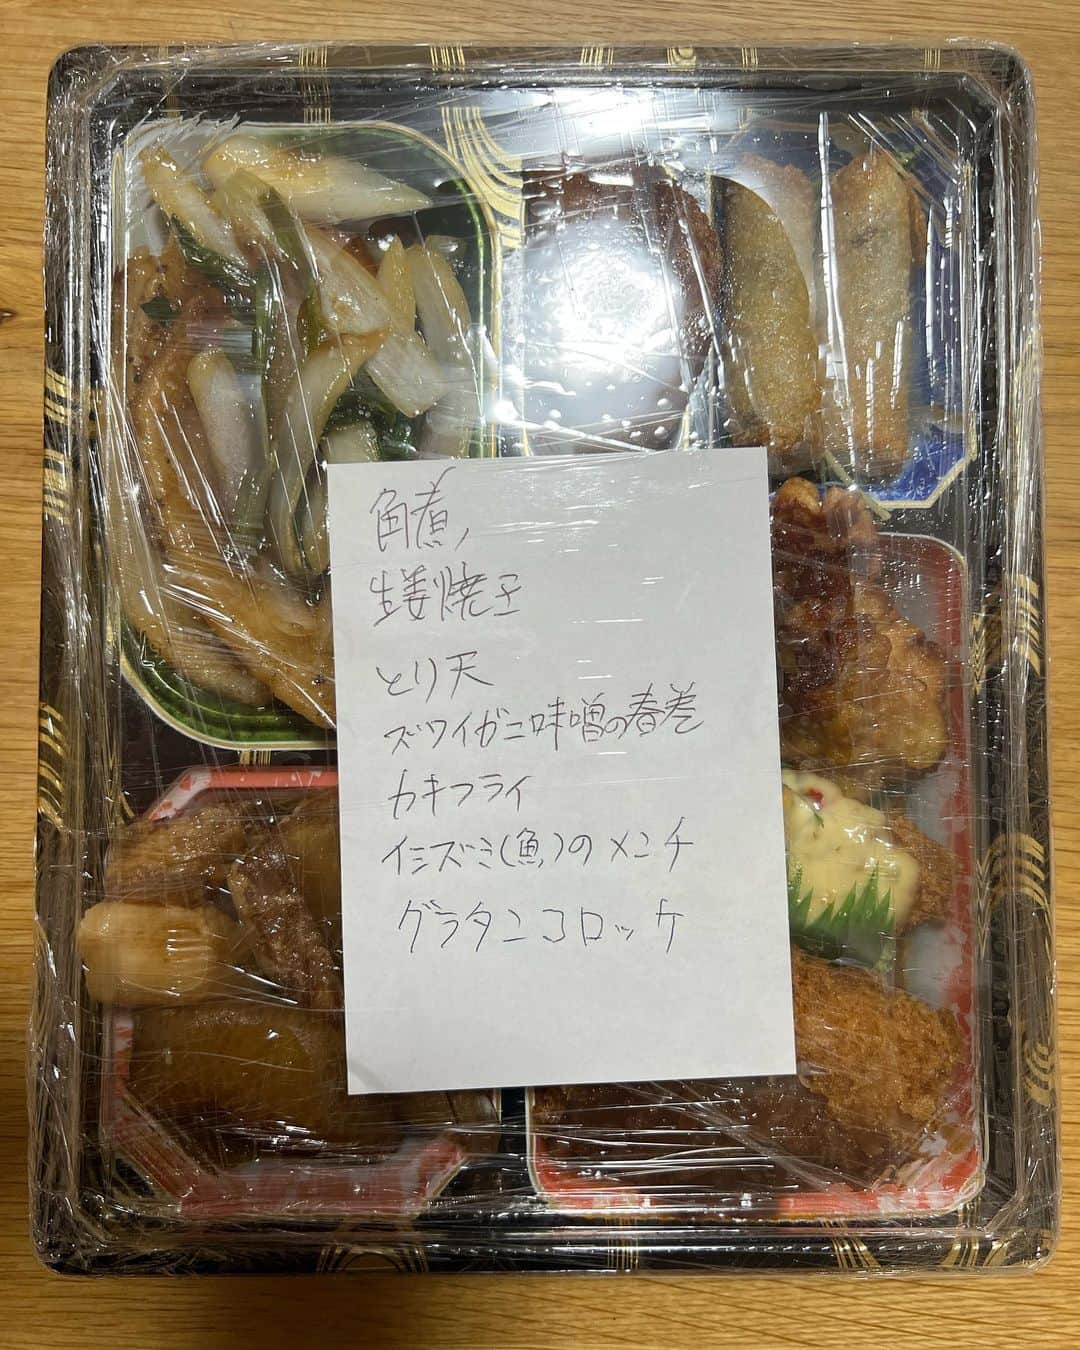 角煮、
生姜焼き
とり天
ズワイガニ味噌の春巻
カキフライ
イシズミ(魚)のメンチ
グラタンコロッケ